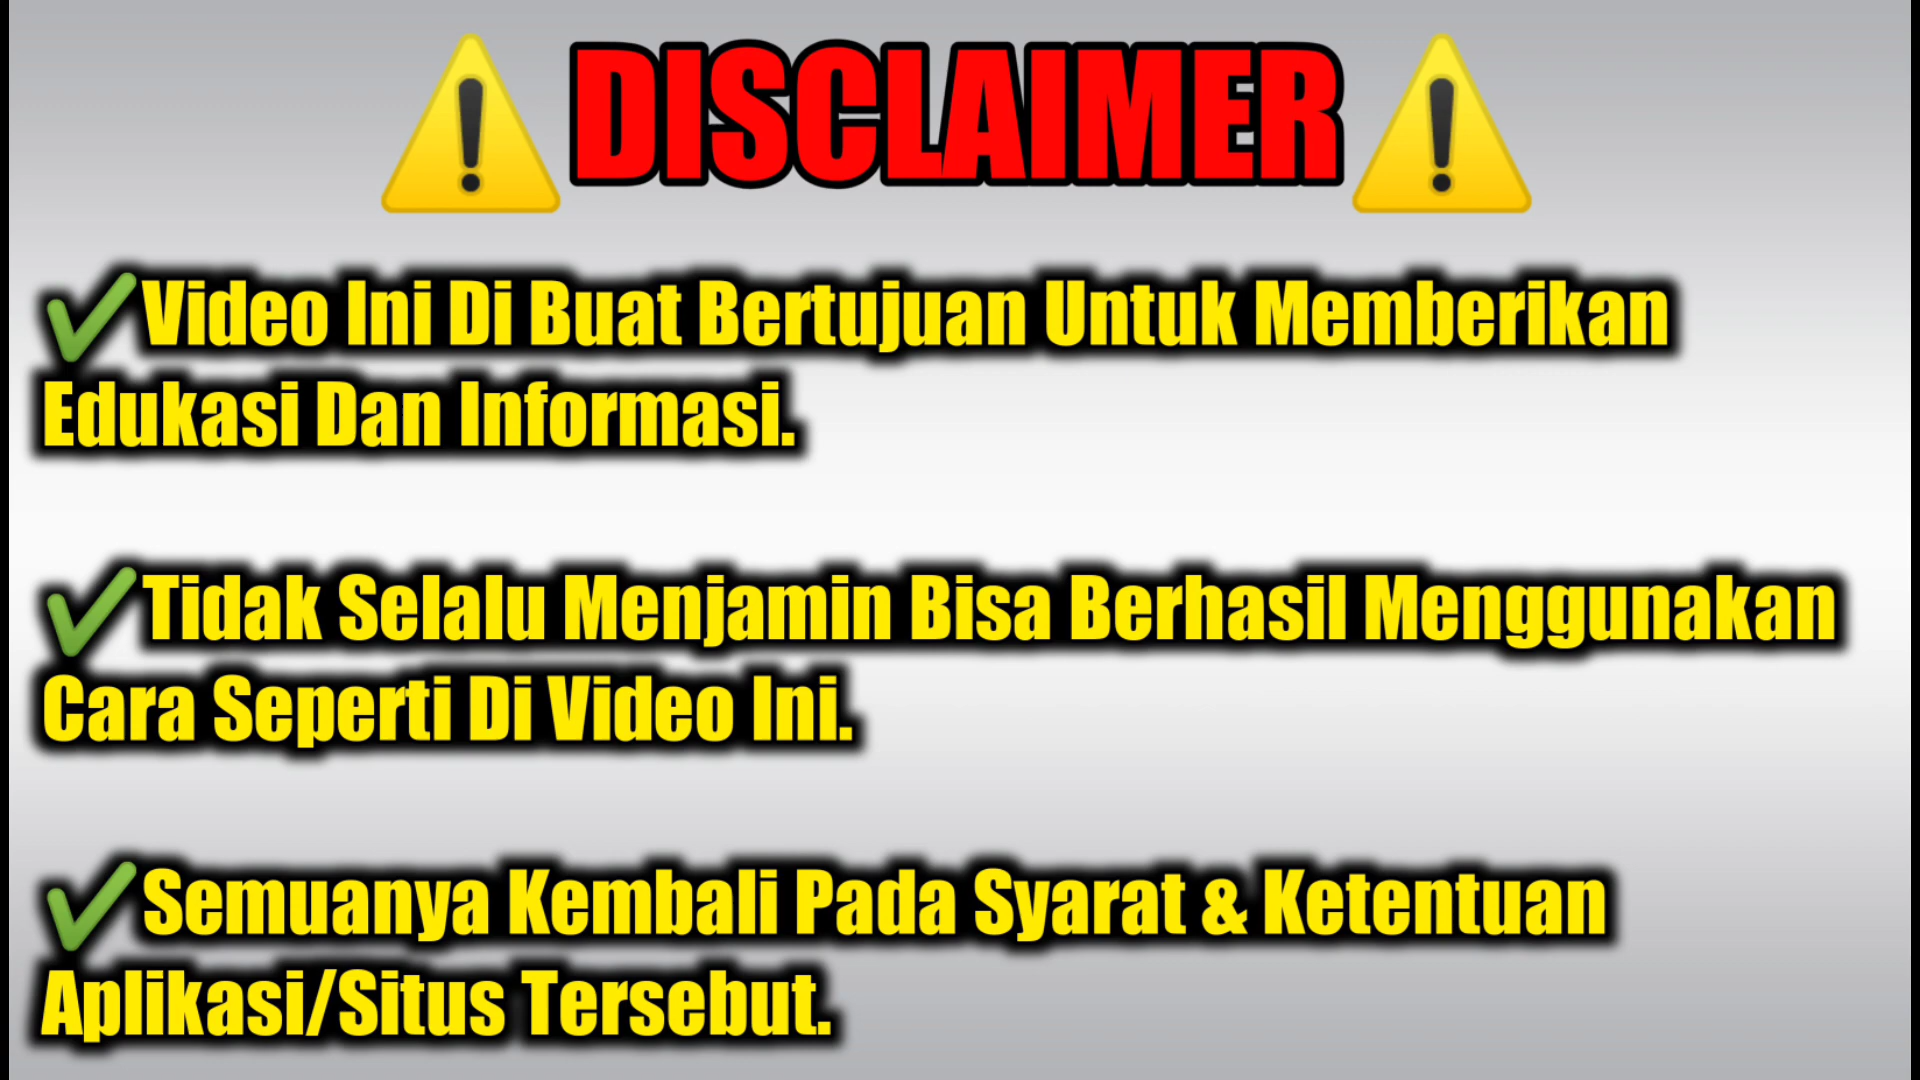 ⚠️DISCLAIMER⚠️
✔Video Ini Di Buat Bertujuan Untuk Memberikan
Edukasi Dan Informasi.
✔Tidak Selalu Menjamin Bisa Berhasil Menggunakan
Cara Seperti Di Video Ini.
✔Semuanya Kembali Pada Syarat & Ketentuan
Aplikasi/Situs Tersebut.